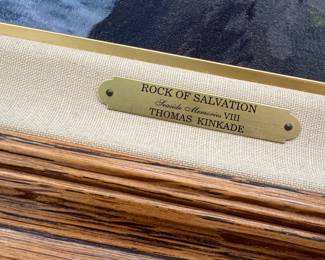 ROCK OF SALVATION
Seaside Memories VIII
THOMAS KINKADE